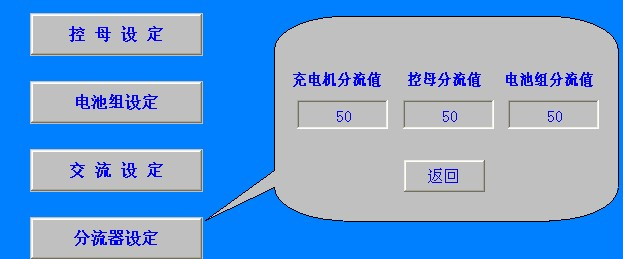 控 母 设 定
电池组设定
交 流 设 定
分流器设定
充电机分流值 控母分流值 电池组分流值
50 50 50
返回